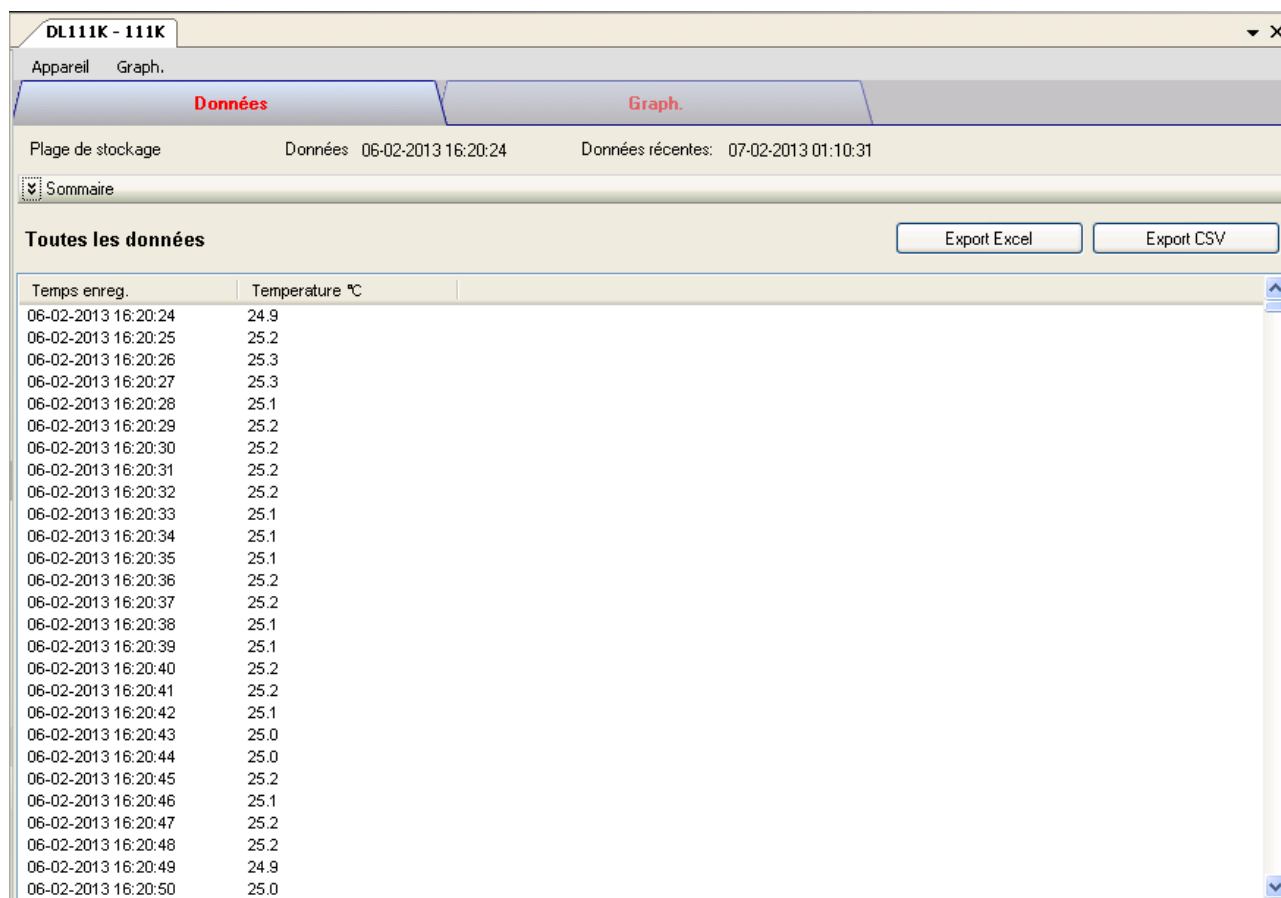 DL111K - 111K
Appareil Graph.
Données Graph.
Plage de stockage Données 06-02-2013 16:20:24 Données récentes: 07-02-2013 01:10:31
Sommaire
Toutes les données Export Excel Export CSV
Temps enreg. Temperature °C
06-02-2013 16:20:24 24.9
06-02-2013 16:20:25 25.2
06-02-2013 16:20:26 25.3
06-02-2013 16:20:27 25.3
06-02-2013 16:20:28 25.1
06-02-2013 16:20:29 25.2
06-02-2013 16:20:30 25.2
06-02-2013 16:20:31 25.2
06-02-2013 16:20:32 25.2
06-02-2013 16:20:33 25.1
06-02-2013 16:20:34 25.1
06-02-2013 16:20:35 25.1
06-02-2013 16:20:36 25.2
06-02-2013 16:20:37 25.2
06-02-2013 16:20:38 25.1
06-02-2013 16:20:39 25.1
06-02-2013 16:20:40 25.2
06-02-2013 16:20:41 25.2
06-02-2013 16:20:42 25.1
06-02-2013 16:20:43 25.0
06-02-2013 16:20:44 25.0
06-02-2013 16:20:45 25.2
06-02-2013 16:20:46 25.1
06-02-2013 16:20:47 25.2
06-02-2013 16:20:48 25.2
06-02-2013 16:20:49 24.9
06-02-2013 16:20:50 25.0